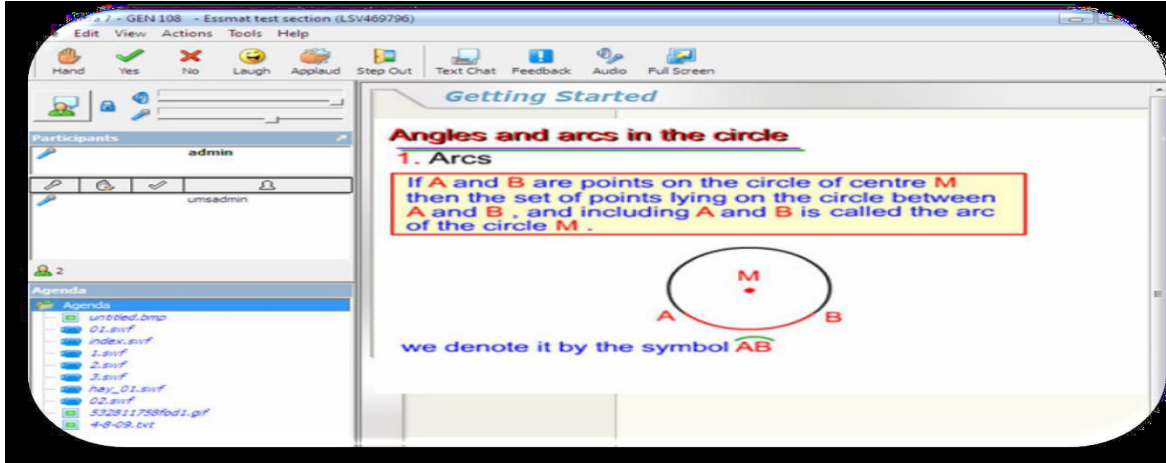 7 - GEN 108 - Essmat test section (LSV469796)
Edit View Actions Tools Help
Hand Yes No Laugh Applaud Step Out Text Chat Feedback Audio Full Screen
Participants
admin
umsadmin
2
Agenda
Agenda
untitled.bmp
01.swf
index.swf
1.swf
2.swf
3.swf
hay_01.swf
02.swf
532811758fod1.gif
4-8-09.txt
Getting Started
Angles and arcs in the circle
1. Arcs
If A and B are points on the circle of centre M
then the set of points lying on the circle between
A and B , and including A and B is called the arc
of the circle M .
M
A B
we denote it by the symbol AB